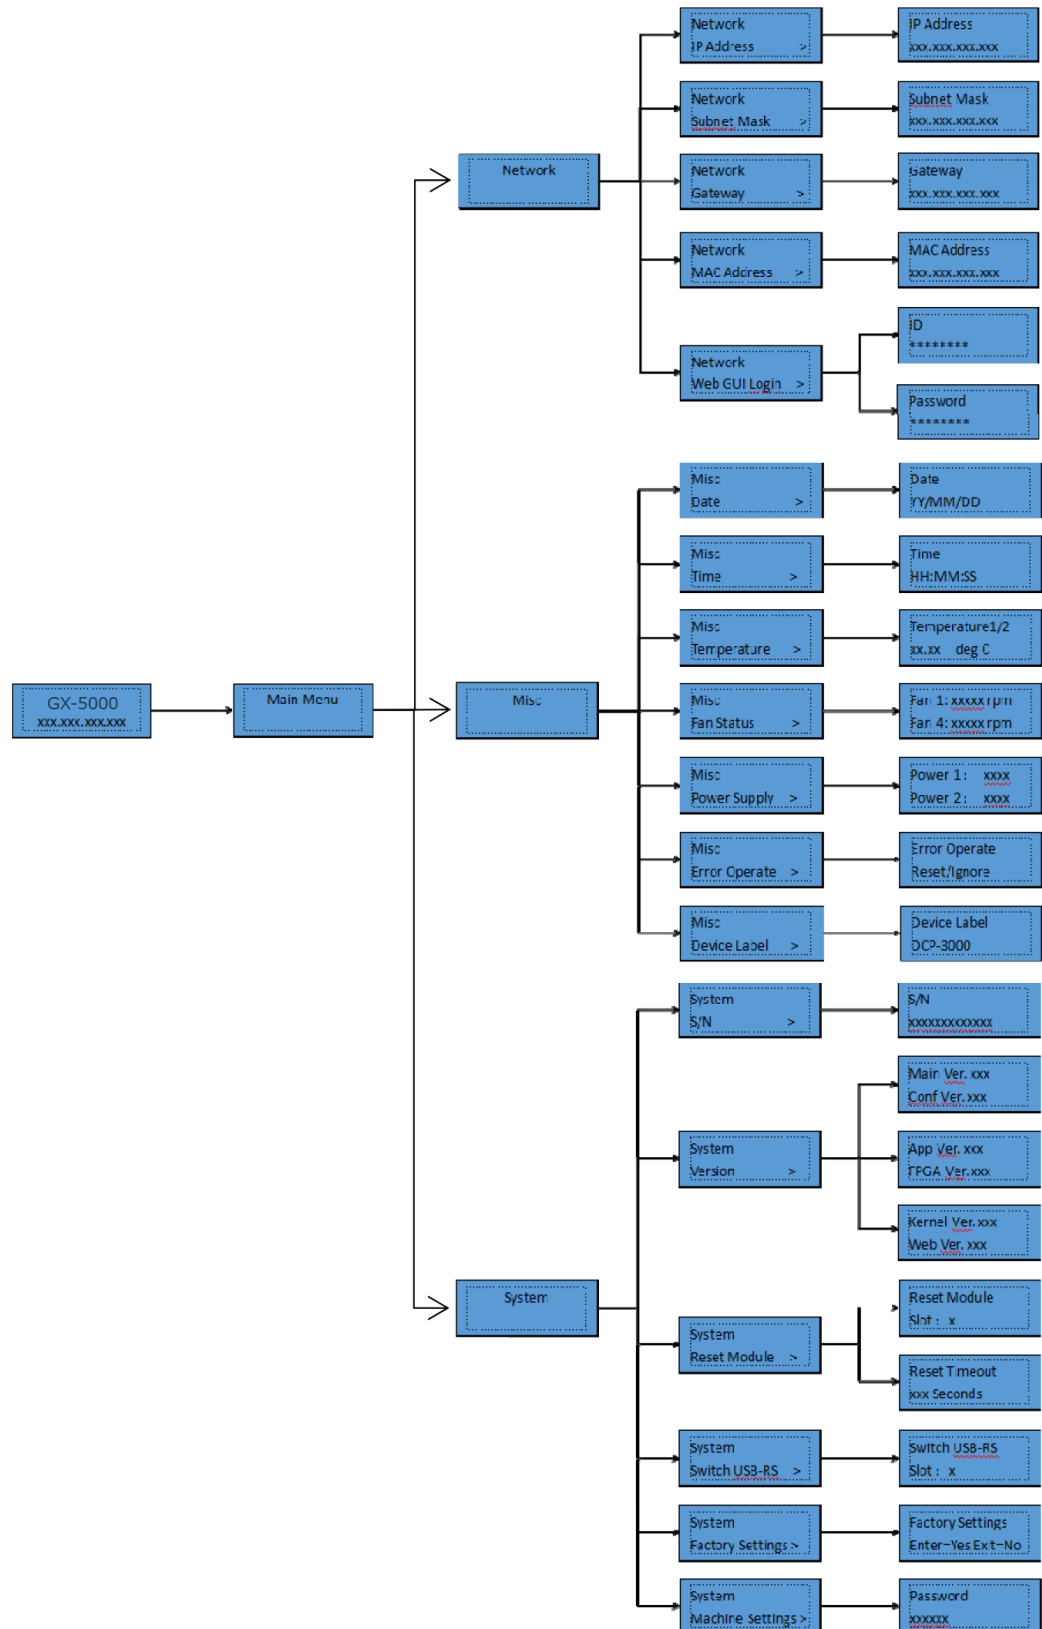 Network
IP Address >
IP Address
xxx.xxx.xxx.xxx
Network
Subnet Mask >
Subnet Mask
xxx.xxx.xxx.xxx
Network
Network
Gateway >
Gateway
xxx.xxx.xxx.xxx
Network
MAC Address >
MAC Address
xxx.xxx.xxx.xxx
Network
Web GUI Login >
ID
********
Password
********
Misc
Date >
Date
YY/MM/DD
Misc
Time >
Time
HH:MM:SS
Misc
Temperature >
Temperature1/2
xx.xx deg C
GX-5000
xxx.xxx.xxx.xxx
Main Menu
Misc
Misc
Fan Status >
Fan 1: xxxxx rpm
Fan 4: xxxxx rpm
Misc
Power Supply >
Power 1: xxxx
Power 2: xxxx
Misc
Error Operate >
Error Operate
Reset/Ignore
Misc
Device Label >
Device Label
DCP-3000
System
S/N >
S/N
xxxxxxxxxxxxx
System
Version >
Main Ver. xxx
Conf Ver. xxx
App Ver. xxx
FPGA Ver. xxx
Kernel Ver. xxx
Web Ver. xxx
System
System
Reset Module >
Reset Module
Slot : x
Reset Timeout
xxx Seconds
System
Switch USB-RS >
Switch USB-RS
Slot : x
System
Factory Settings >
Factory Settings
Enter=Yes Exit=No
System
Machine Settings >
Password
xxxxxx